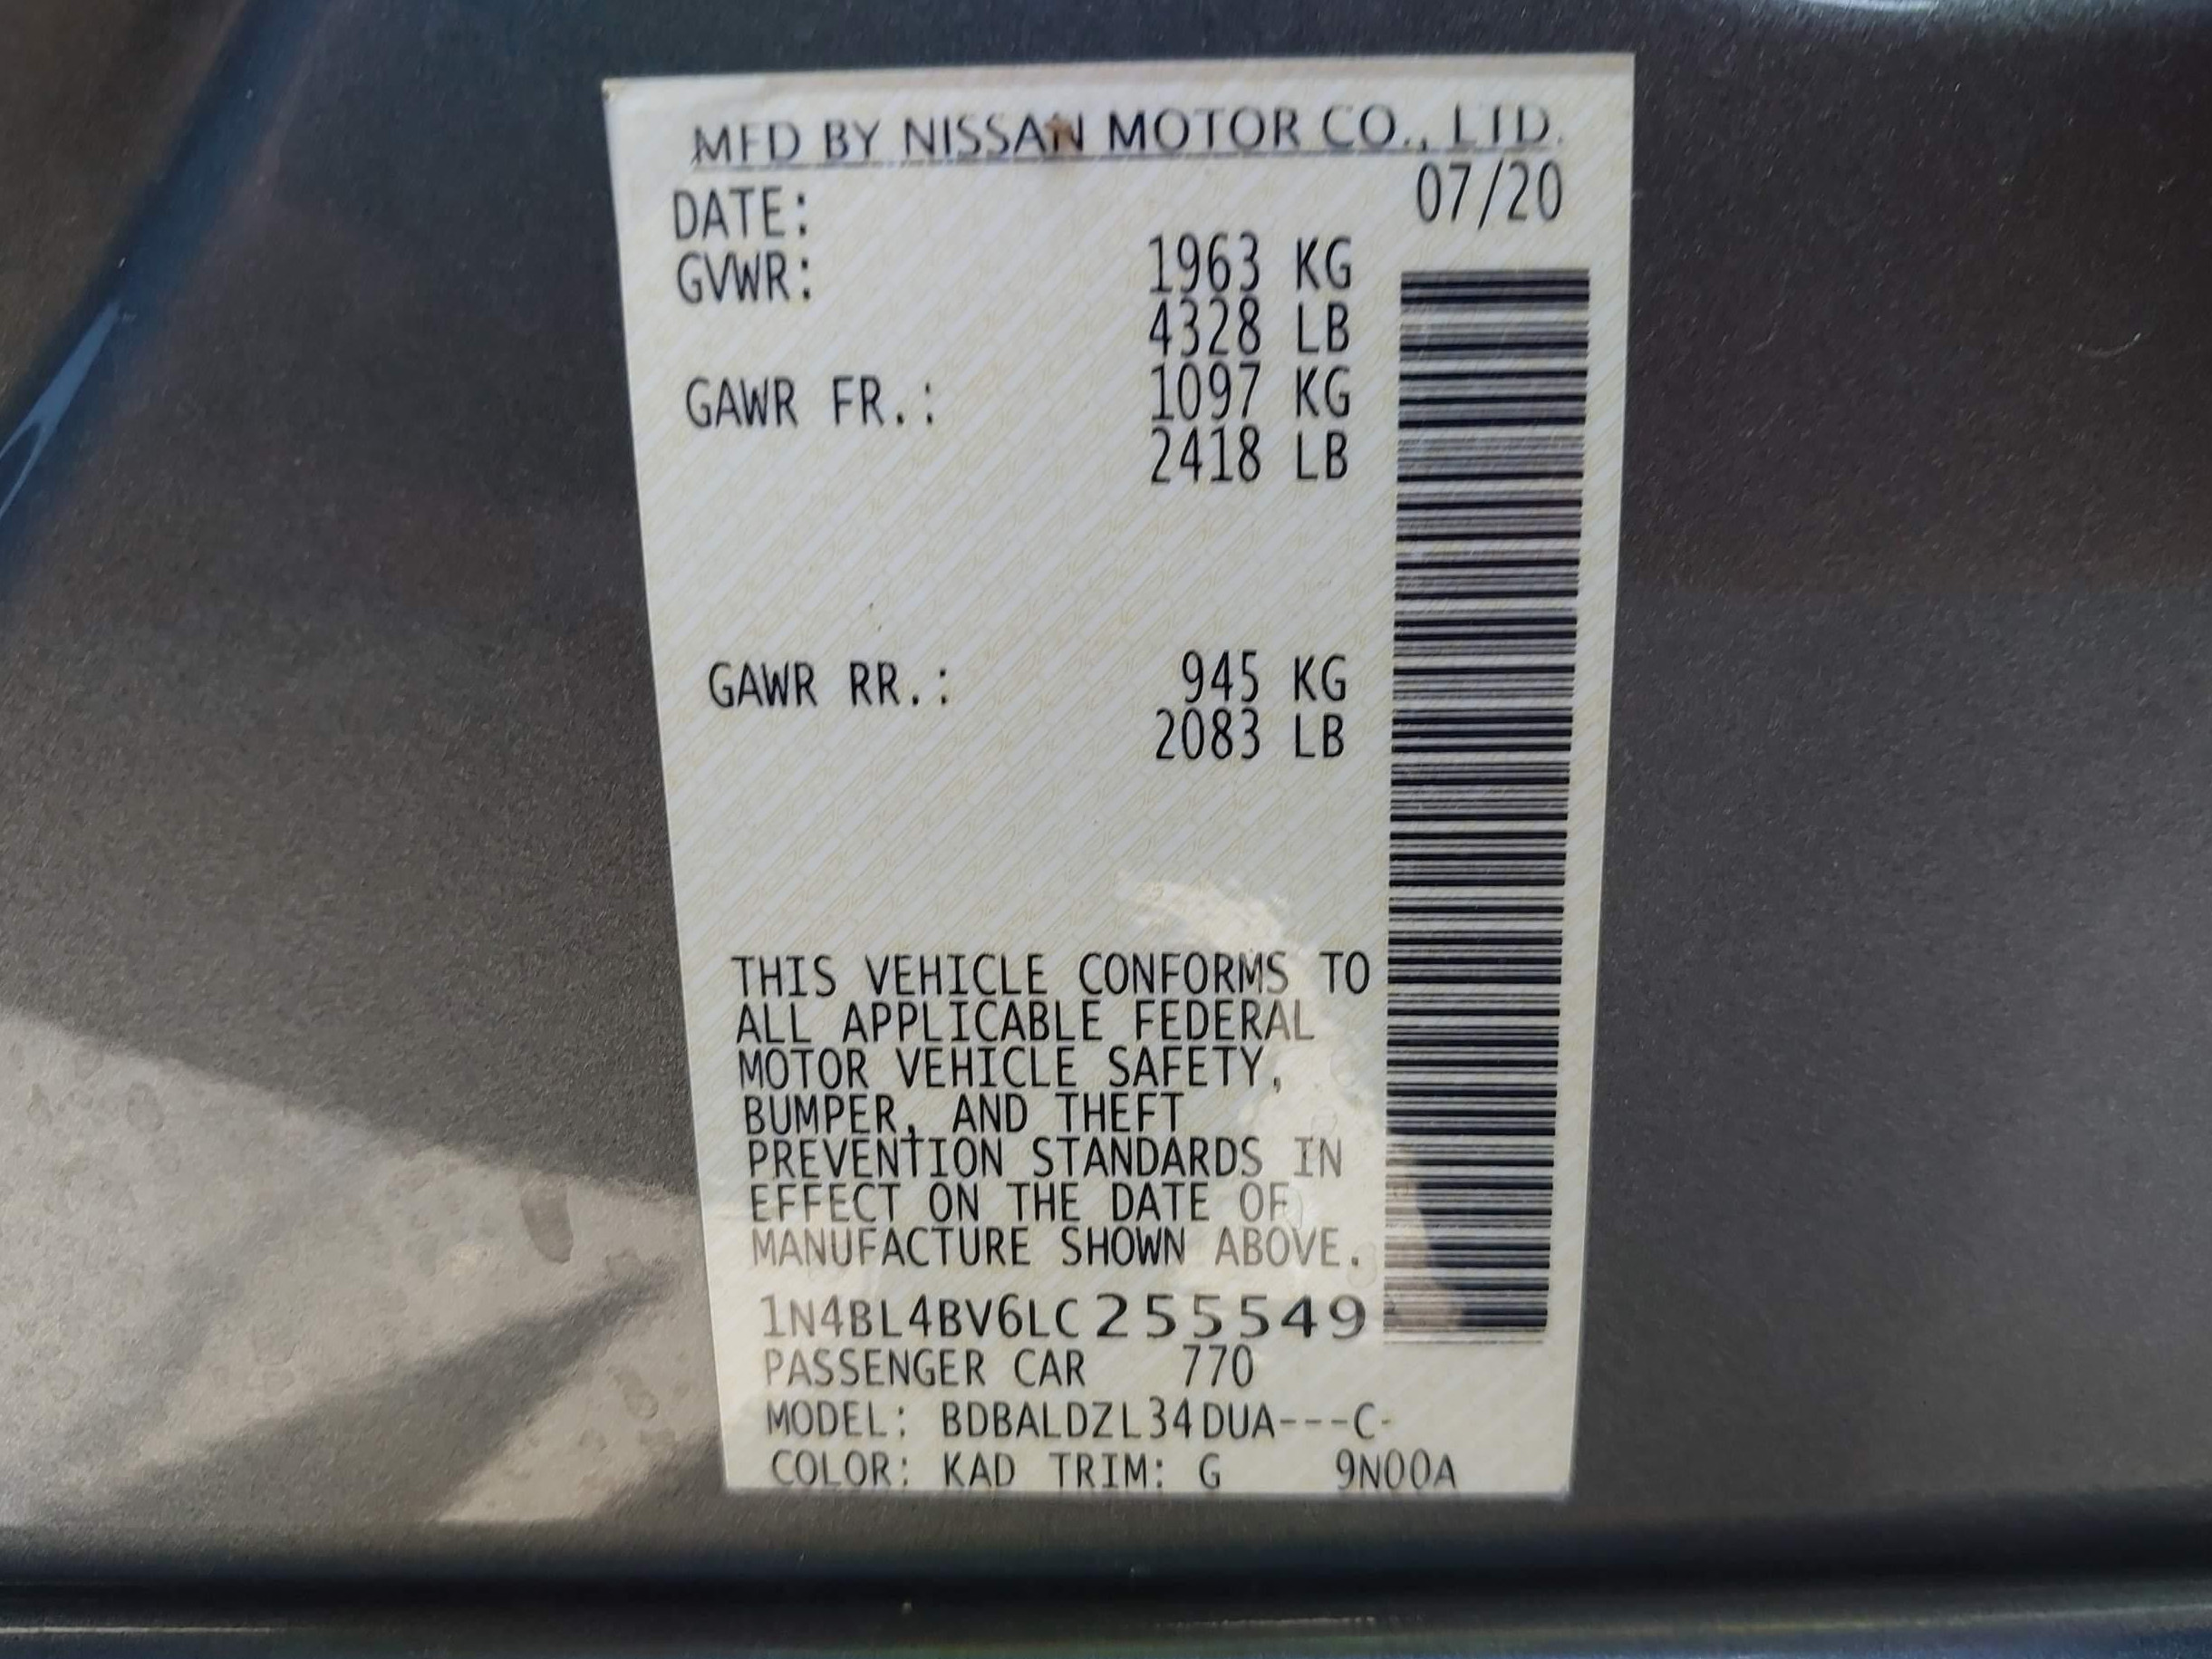 MFD BY NISSAN MOTOR CO., LTD.
DATE: 07/20
GVWR: 1963 KG
4328 LB
GAWR FR.: 1097 KG
2418 LB
GAWR RR.: 945 KG
2083 LB
THIS VEHICLE CONFORMS TO
ALL APPLICABLE FEDERAL
MOTOR VEHICLE SAFETY,
BUMPER, AND THEFT
PREVENTION STANDARDS IN
EFFECT ON THE DATE OF
MANUFACTURE SHOWN ABOVE.
1N4BL4BV6LC255549
PASSENGER CAR 770
MODEL: BDBALDZL34DUA---C-
COLOR: KAD TRIM: G 9N00A